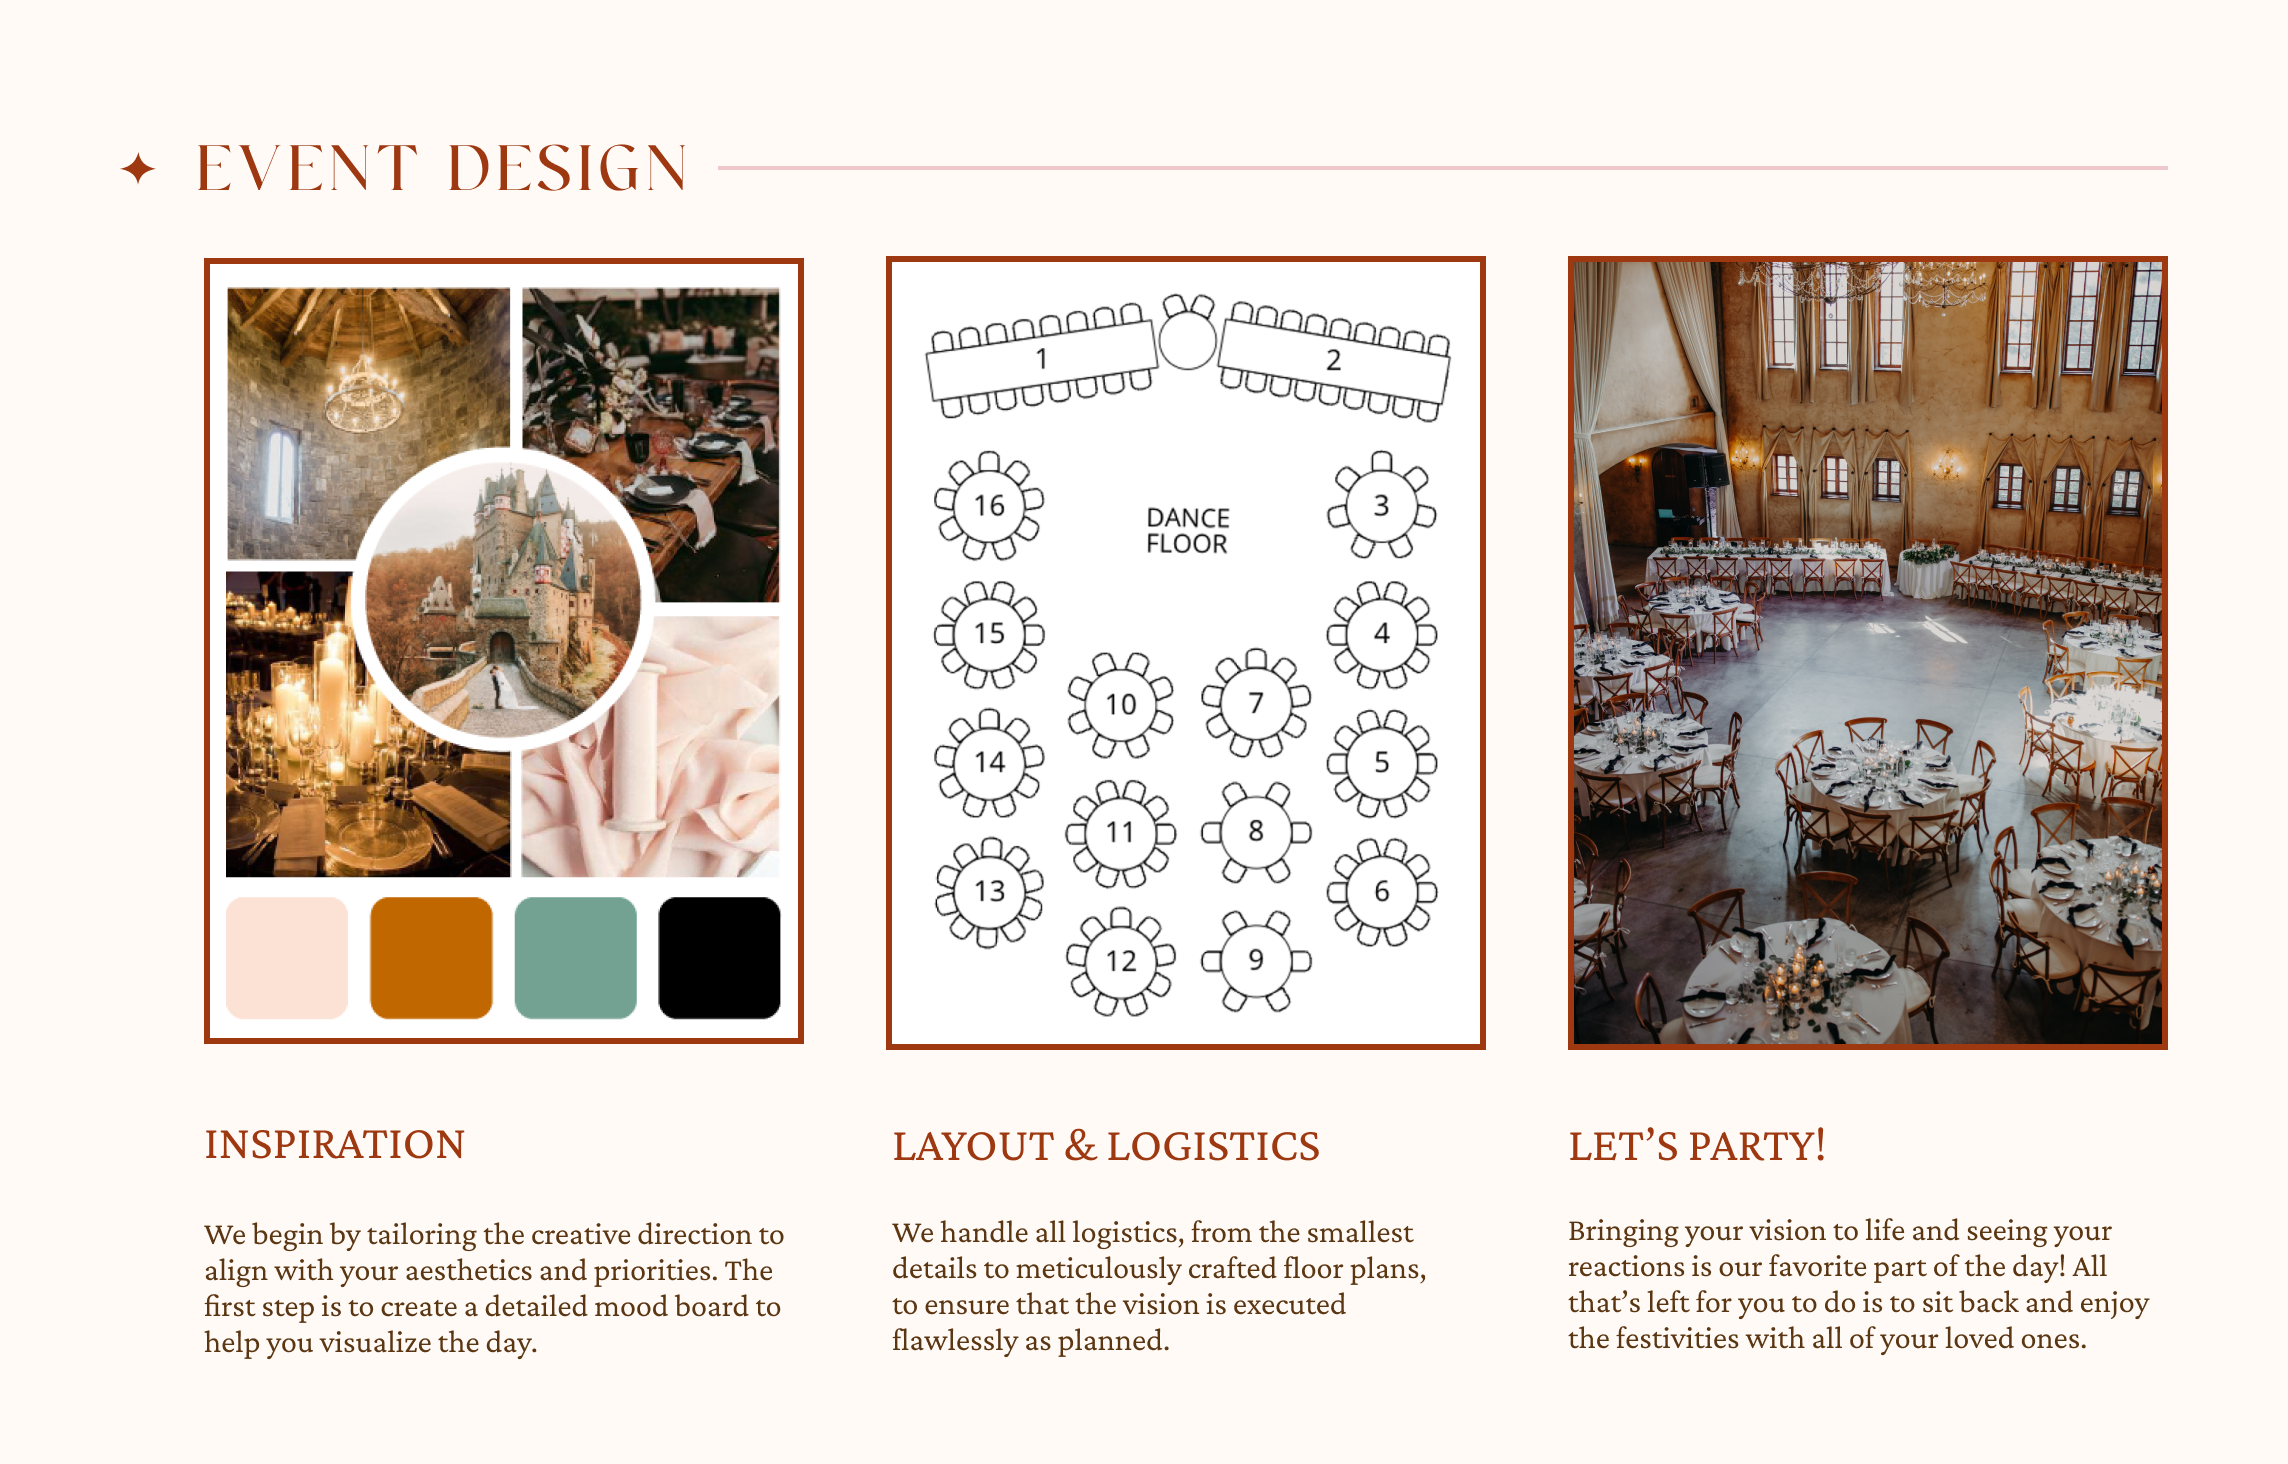 EVENT DESIGN
1
2
16
DANCE
FLOOR
3
15
4
10
7
14
5
11
8
13
6
12
9
INSPIRATION
We begin by tailoring the creative direction to
align with your aesthetics and priorities. The
first step is to create a detailed mood board to
help you visualize the day.
LAYOUT & LOGISTICS
We handle all logistics, from the smallest
details to meticulously crafted floor plans,
to ensure that the vision is executed
flawlessly as planned.
LET’S PARTY!
Bringing your vision to life and seeing your
reactions is our favorite part of the day! All
that’s left for you to do is to sit back and enjoy
the festivities with all of your loved ones.